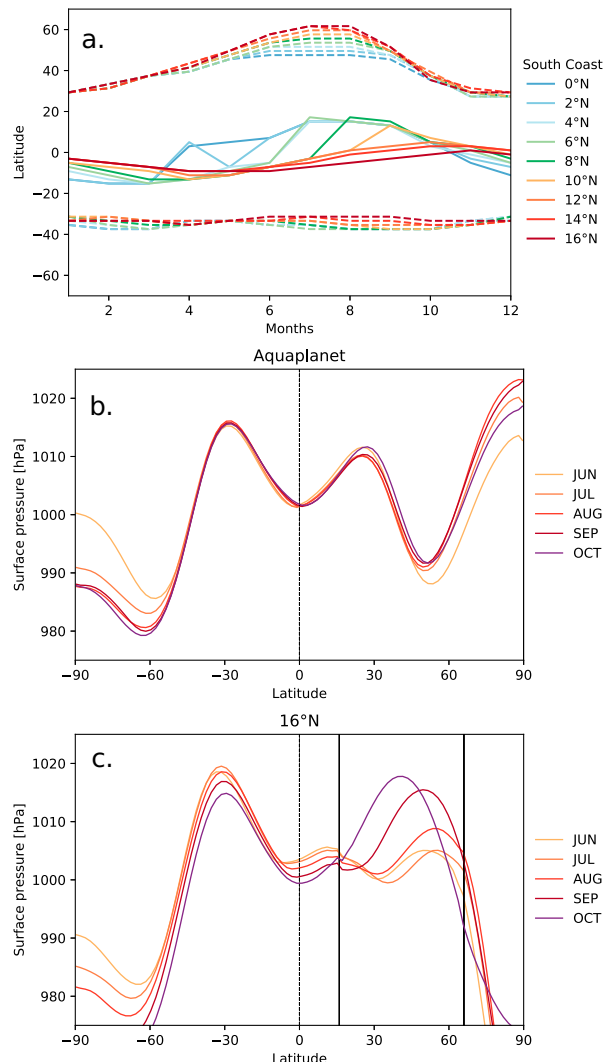 a.
60
40
20
0
−20
−40
−60
Latitude
2
4
6
8
10
12
Months
South Coast
0°N
2°N
4°N
6°N
8°N
10°N
12°N
14°N
16°N
Aquaplanet
b.
1020
1010
1000
990
980
Surface pressure [hPa]
−90
−60
−30
0
30
60
90
Latitude
JUN
JUL
AUG
SEP
OCT
16°N
c.
1020
1010
1000
990
980
Surface pressure [hPa]
−90
−60
−30
0
30
60
90
Latitude
JUN
JUL
AUG
SEP
OCT